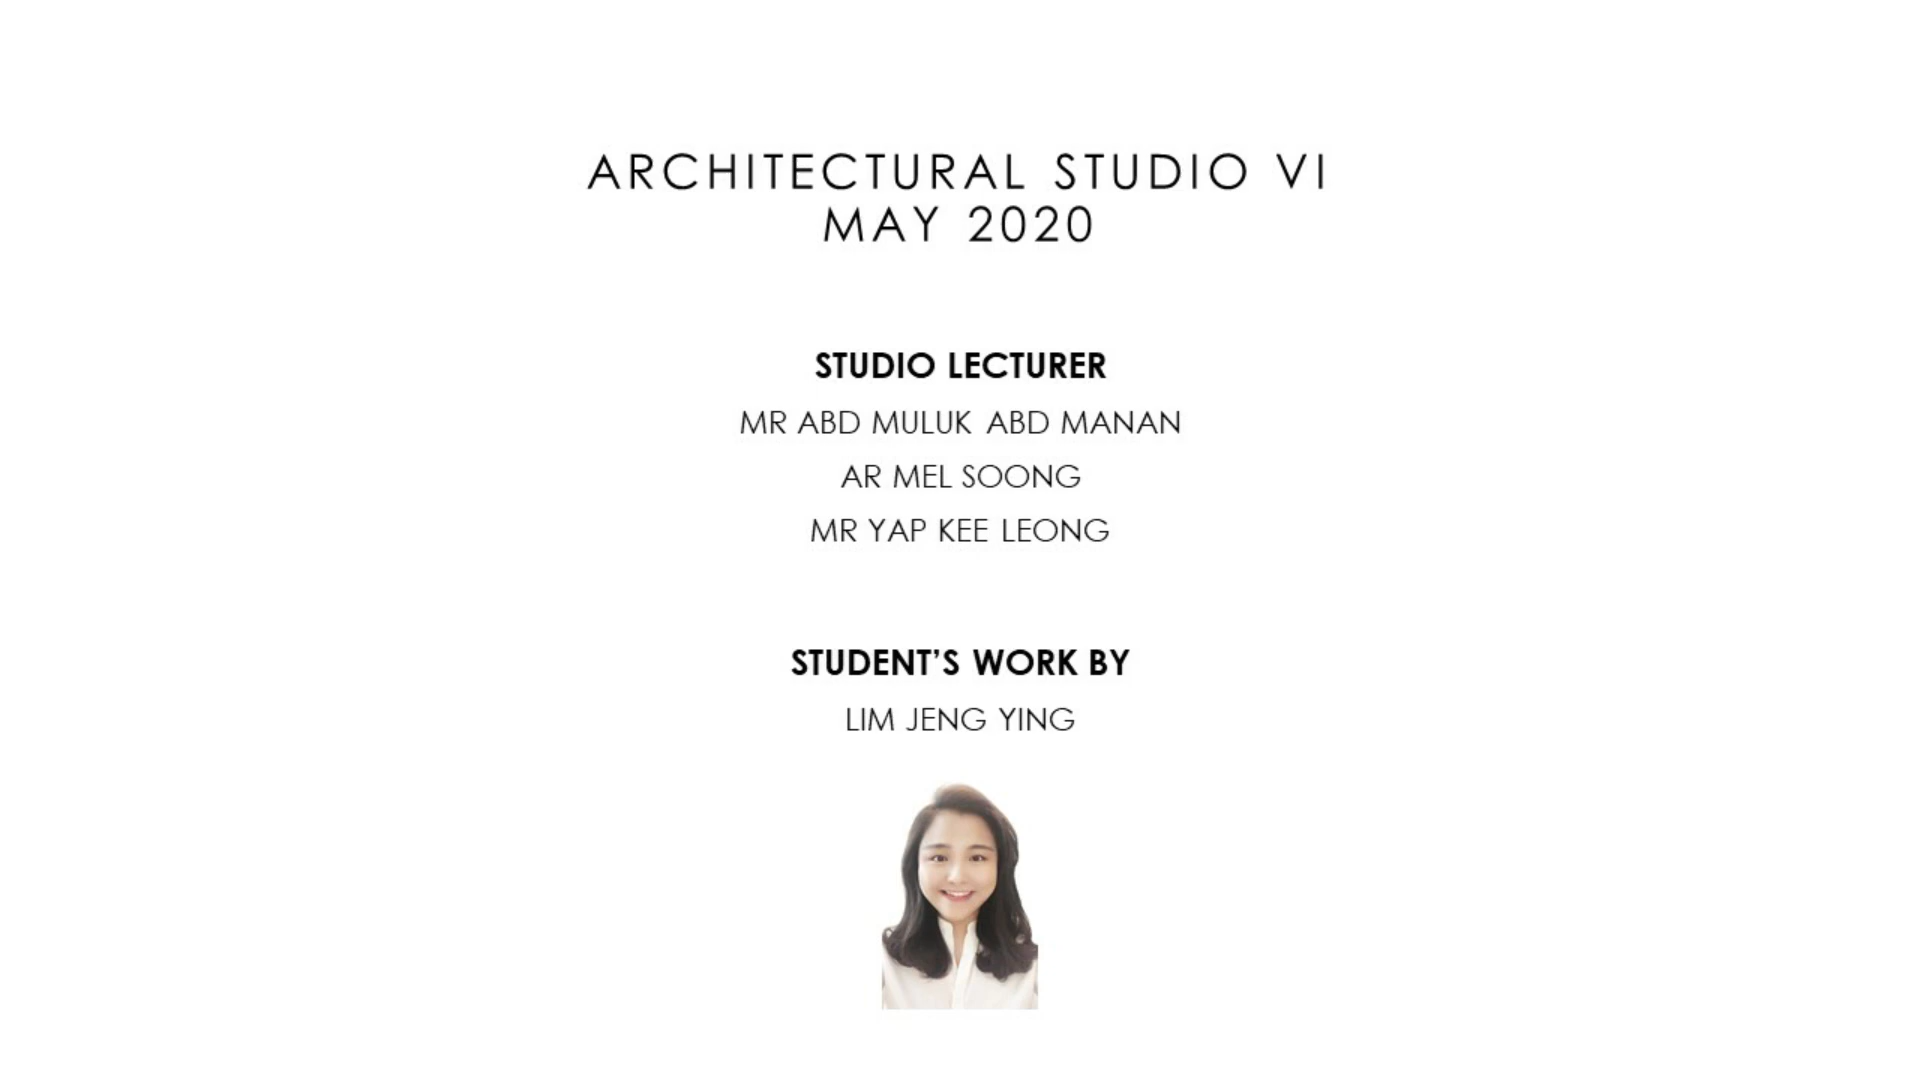 ARCHITECTURAL STUDIO VI
MAY 2020
STUDIO LECTURER
MR ABD MULUK ABD MANAN
AR MEL SOONG
MR YAP KEE LEONG
STUDENT’S WORK BY
LIM JENG YING